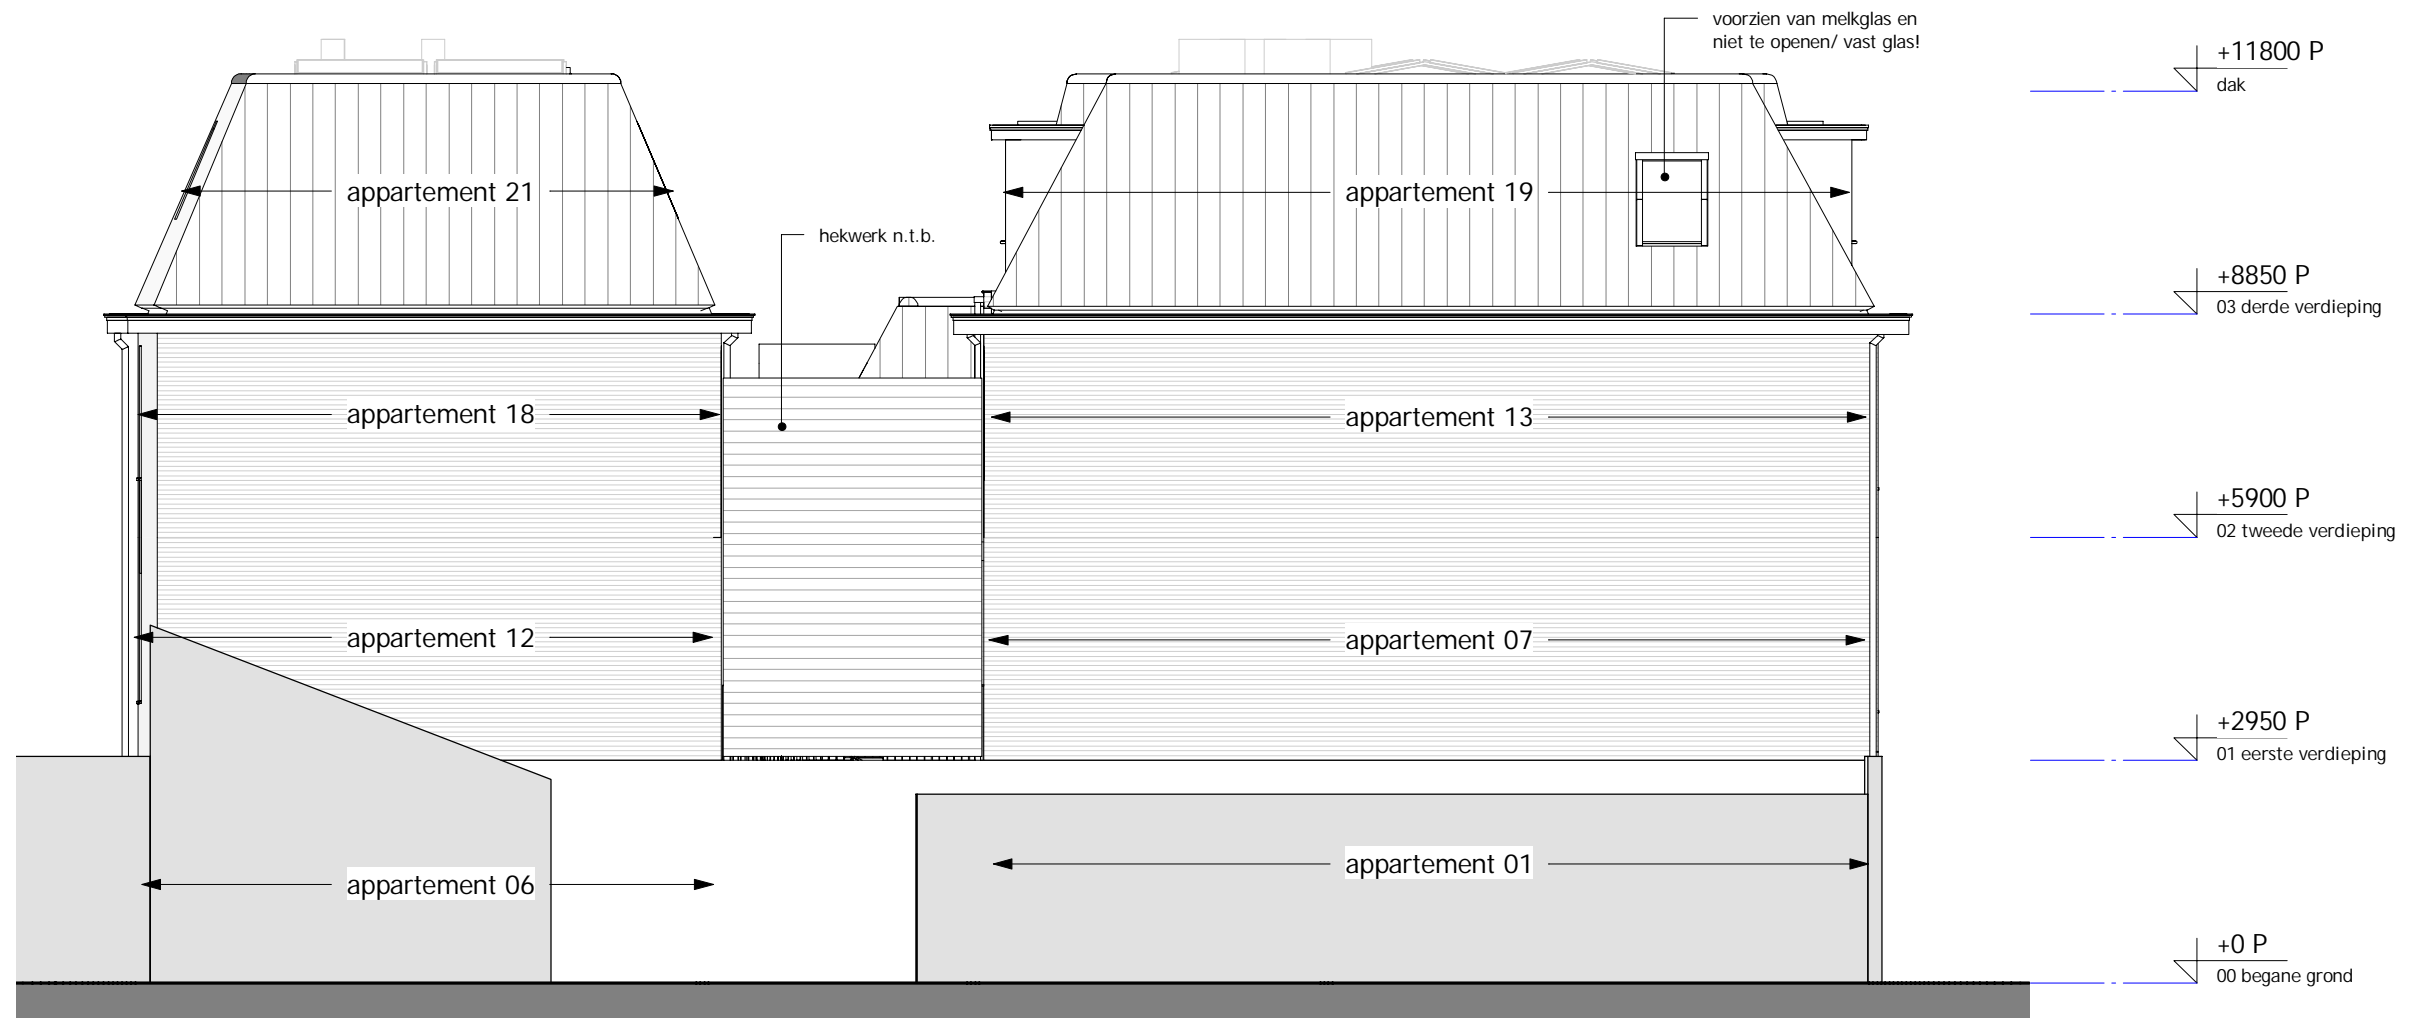 voorzien van melkglas en
niet te openen/ vast glas!
+11800 P
dak
appartement 21
appartement 19
hekwerk n.t.b.
+8850 P
03 derde verdieping
appartement 18
appartement 13
+5900 P
02 tweede verdieping
appartement 12
appartement 07
+2950 P
01 eerste verdieping
appartement 06
appartement 01
+0 P
00 begane grond